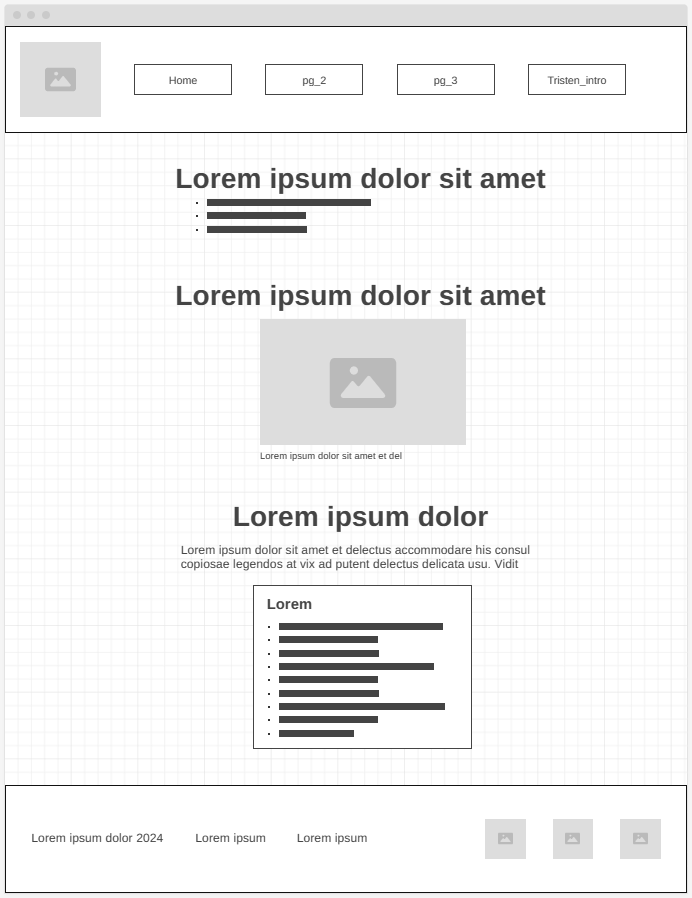 Home
pg_2
pg_3
Tristen_intro
Lorem ipsum dolor sit amet
Lorem ipsum dolor sit amet
Lorem ipsum dolor sit amet et del
Lorem ipsum dolor
Lorem ipsum dolor sit amet et delectus accommodare his consul
copiosae legendos at vix ad putent delectus delicata usu. Vidit
Lorem
Lorem ipsum dolor 2024
Lorem ipsum
Lorem ipsum